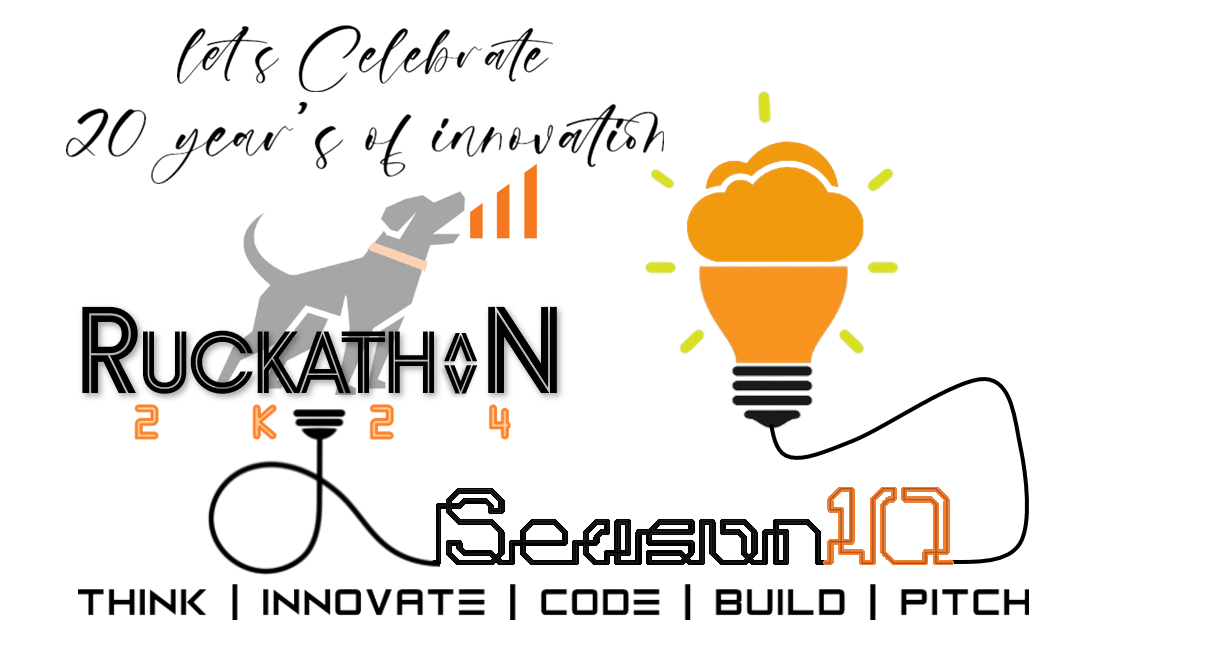 let's Celebrate
20 year's of innovation
RUCKATHON
2K24
Season10
THINK | INNOVATE | CODE | BUILD | PITCH